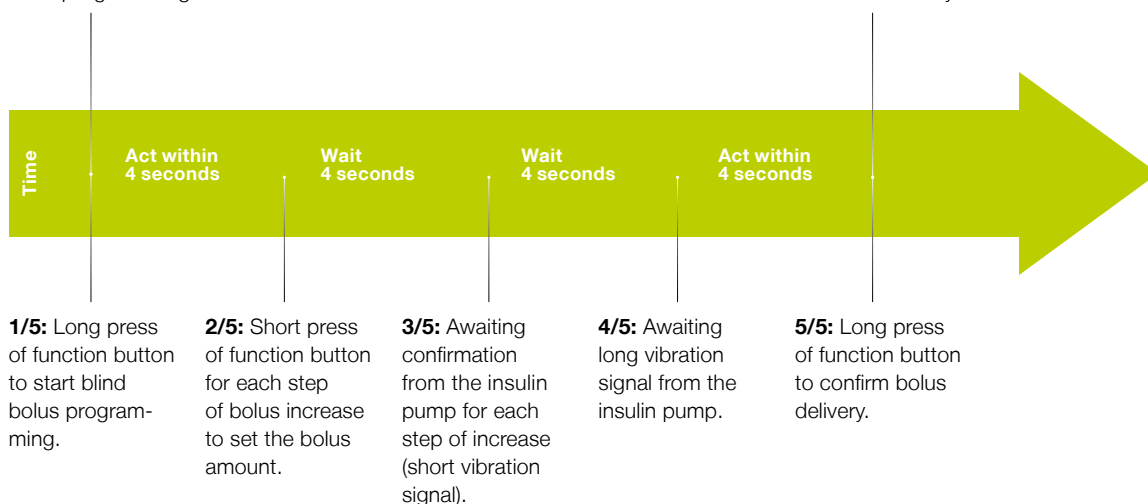 Time
Act within
4 seconds
Wait
4 seconds
Wait
4 seconds
Act within
4 seconds
1/5: Long press
of function button
to start blind
bolus program-
ming.
2/5: Short press
of function button
for each step
of bolus increase
to set the bolus
amount.
3/5: Awaiting
confirmation
from the insulin
pump for each
step of increase
(short vibration
signal).
4/5: Awaiting
long vibration
signal from the
insulin pump.
5/5: Long press
of function button
to confirm bolus
delivery.